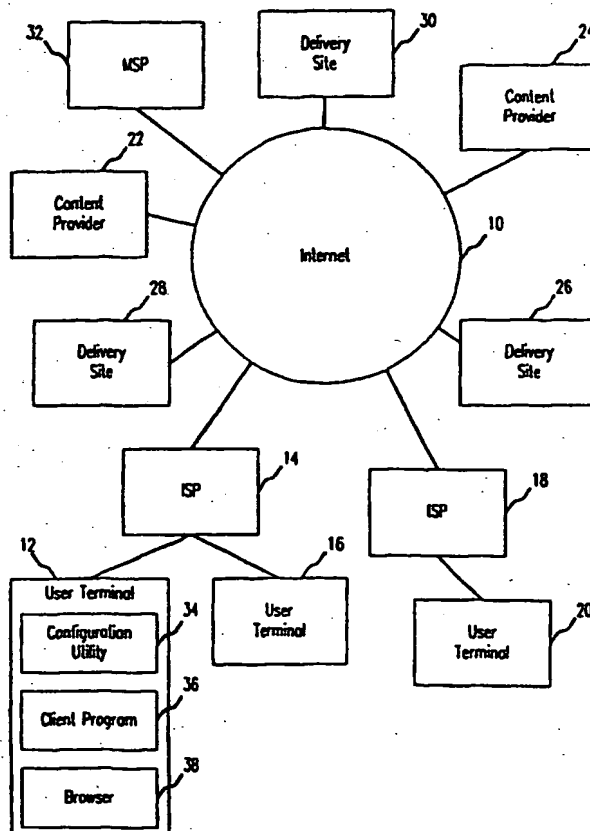 32
MSP
Delivery
Site
30
Content
Provider
24
22
Content
Provider
Internet
10
28
Delivery
Site
26
Delivery
Site
14
ISP
18
ISP
12
User Terminal
Configuration
Utility
34
Client Program
36
Browser
38
16
User
Terminal
20
User
Terminal